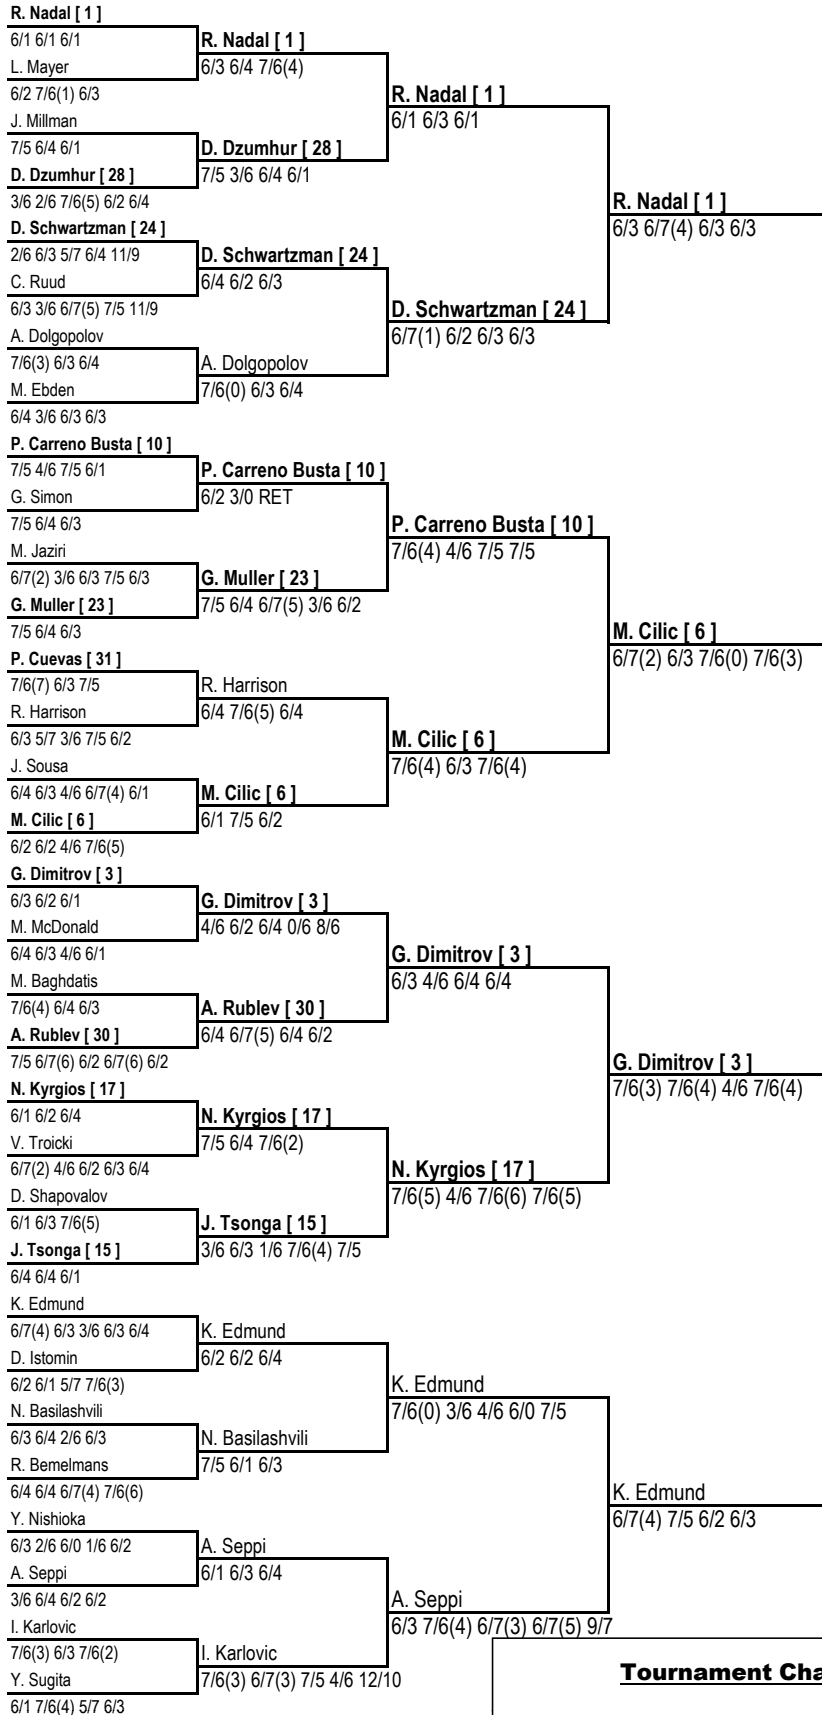 R. Nadal [ 1 ]
6/1 6/1 6/1
L. Mayer
6/2 7/6(1) 6/3
J. Millman
7/5 6/4 6/1
D. Dzumhur [ 28 ]
3/6 2/6 7/6(5) 6/2 6/4
D. Schwartzman [ 24 ]
2/6 6/3 5/7 6/4 11/9
C. Ruud
6/3 3/6 6/7(5) 7/5 11/9
A. Dolgopolov
7/6(3) 6/3 6/4
M. Ebden
6/4 3/6 6/3 6/3
P. Carreno Busta [ 10 ]
7/5 4/6 7/5 6/1
G. Simon
7/5 6/4 6/3
M. Jaziri
6/7(2) 3/6 6/3 7/5 6/3
G. Muller [ 23 ]
7/5 6/4 6/3
P. Cuevas [ 31 ]
7/6(7) 6/3 7/5
R. Harrison
6/3 5/7 3/6 7/5 6/2
J. Sousa
6/4 6/3 4/6 6/7(4) 6/1
M. Cilic [ 6 ]
6/2 6/2 4/6 7/6(5)
G. Dimitrov [ 3 ]
6/3 6/2 6/1
M. McDonald
6/4 6/3 4/6 6/1
M. Baghdatis
7/6(4) 6/4 6/3
A. Rublev [ 30 ]
7/5 6/7(6) 6/2 6/7(6) 6/2
N. Kyrgios [ 17 ]
6/1 6/2 6/4
V. Troicki
6/7(2) 4/6 6/2 6/3 6/4
D. Shapovalov
6/1 6/3 7/6(5)
J. Tsonga [ 15 ]
6/4 6/4 6/1
K. Edmund
6/7(4) 6/3 3/6 6/3 6/4
D. Istomin
6/2 6/1 5/7 7/6(3)
N. Basilashvili
6/3 6/4 2/6 6/3
R. Bemelmans
6/4 6/4 6/7(4) 7/6(6)
Y. Nishioka
6/3 2/6 6/0 1/6 6/2
A. Seppi
3/6 6/4 6/2 6/2
I. Karlovic
7/6(3) 6/3 7/6(2)
Y. Sugita
6/1 7/6(4) 5/7 6/3
R. Nadal [ 1 ]
6/3 6/4 7/6(4)
D. Dzumhur [ 28 ]
7/5 3/6 6/4 6/1
D. Schwartzman [ 24 ]
6/4 6/2 6/3
A. Dolgopolov
7/6(0) 6/3 6/4
P. Carreno Busta [ 10 ]
6/2 3/0 RET
G. Muller [ 23 ]
7/5 6/4 6/7(5) 3/6 6/2
R. Harrison
6/4 7/6(5) 6/4
M. Cilic [ 6 ]
6/1 7/5 6/2
G. Dimitrov [ 3 ]
4/6 6/2 6/4 0/6 8/6
A. Rublev [ 30 ]
6/4 6/7(5) 6/4 6/2
N. Kyrgios [ 17 ]
7/5 6/4 7/6(2)
J. Tsonga [ 15 ]
3/6 6/3 1/6 7/6(4) 7/5
K. Edmund
6/2 6/2 6/4
N. Basilashvili
7/5 6/1 6/3
A. Seppi
6/1 6/3 6/4
I. Karlovic
7/6(3) 6/7(3) 7/5 4/6 12/10
R. Nadal [ 1 ]
6/1 6/3 6/1
D. Schwartzman [ 24 ]
6/7(1) 6/2 6/3 6/3
P. Carreno Busta [ 10 ]
7/6(4) 4/6 7/5 7/5
M. Cilic [ 6 ]
7/6(4) 6/3 7/6(4)
G. Dimitrov [ 3 ]
6/3 4/6 6/4 6/4
N. Kyrgios [ 17 ]
7/6(5) 4/6 7/6(6) 7/6(5)
K. Edmund
7/6(0) 3/6 4/6 6/0 7/5
A. Seppi
6/3 7/6(4) 6/7(3) 6/7(5) 9/7
R. Nadal [ 1 ]
6/3 6/7(4) 6/3 6/3
M. Cilic [ 6 ]
6/7(2) 6/3 7/6(0) 7/6(3)
G. Dimitrov [ 3 ]
7/6(3) 7/6(4) 4/6 7/6(4)
K. Edmund
6/7(4) 7/5 6/2 6/3
Tournament Cha